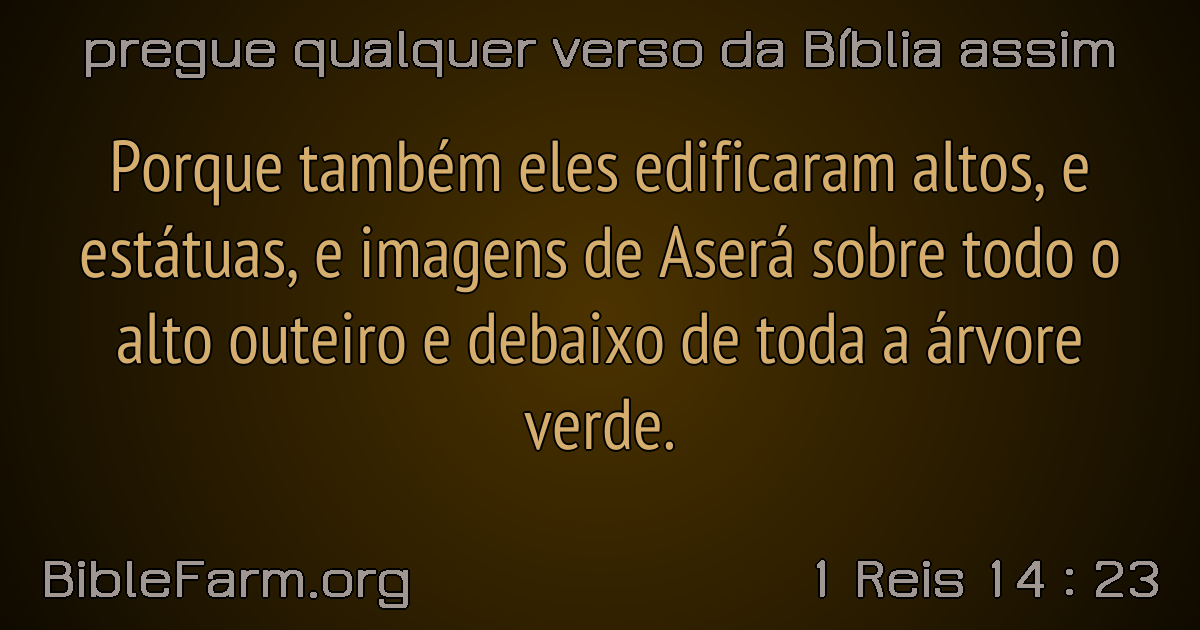 pregue qualquer verso da Bíblia assim
Porque também eles edificaram altos, e
estátuas, e imagens de Aserá sobre todo o
alto outeiro e debaixo de toda a árvore
verde.
BibleFarm.org
1 Reis 14 : 23